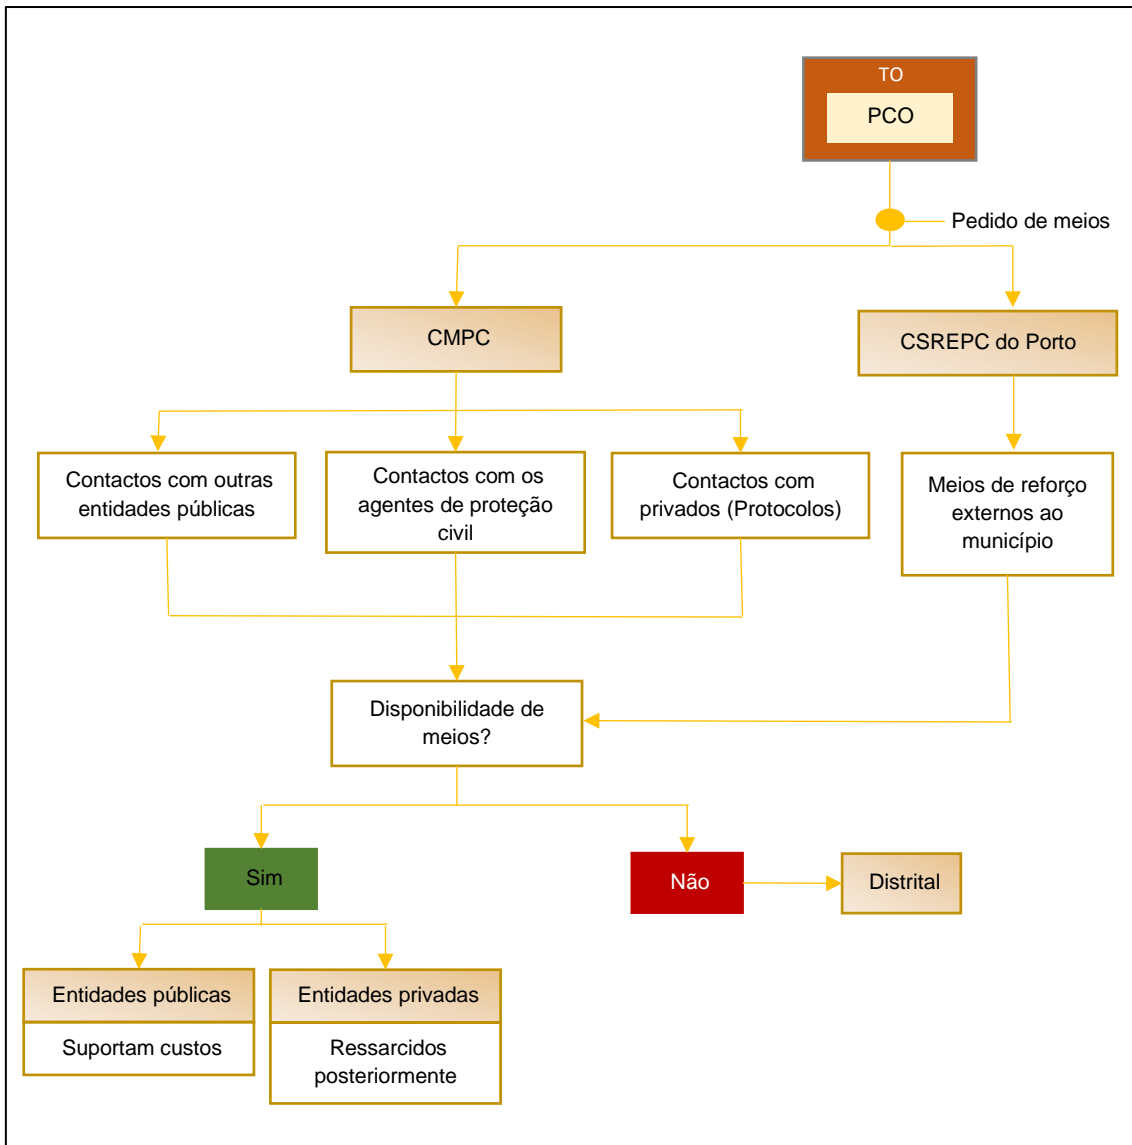 TO
PCO
Pedido de meios
CMPC
CSREPC do Porto
Contactos com outras
entidades públicas
Contactos com os
agentes de proteção
civil
Contactos com
privados (Protocolos)
Meios de reforço
externos ao
município
Disponibilidade de
meios?
Sim
Não
Distrital
Entidades públicas
Suportam custos
Entidades privadas
Ressarcidos
posteriormente